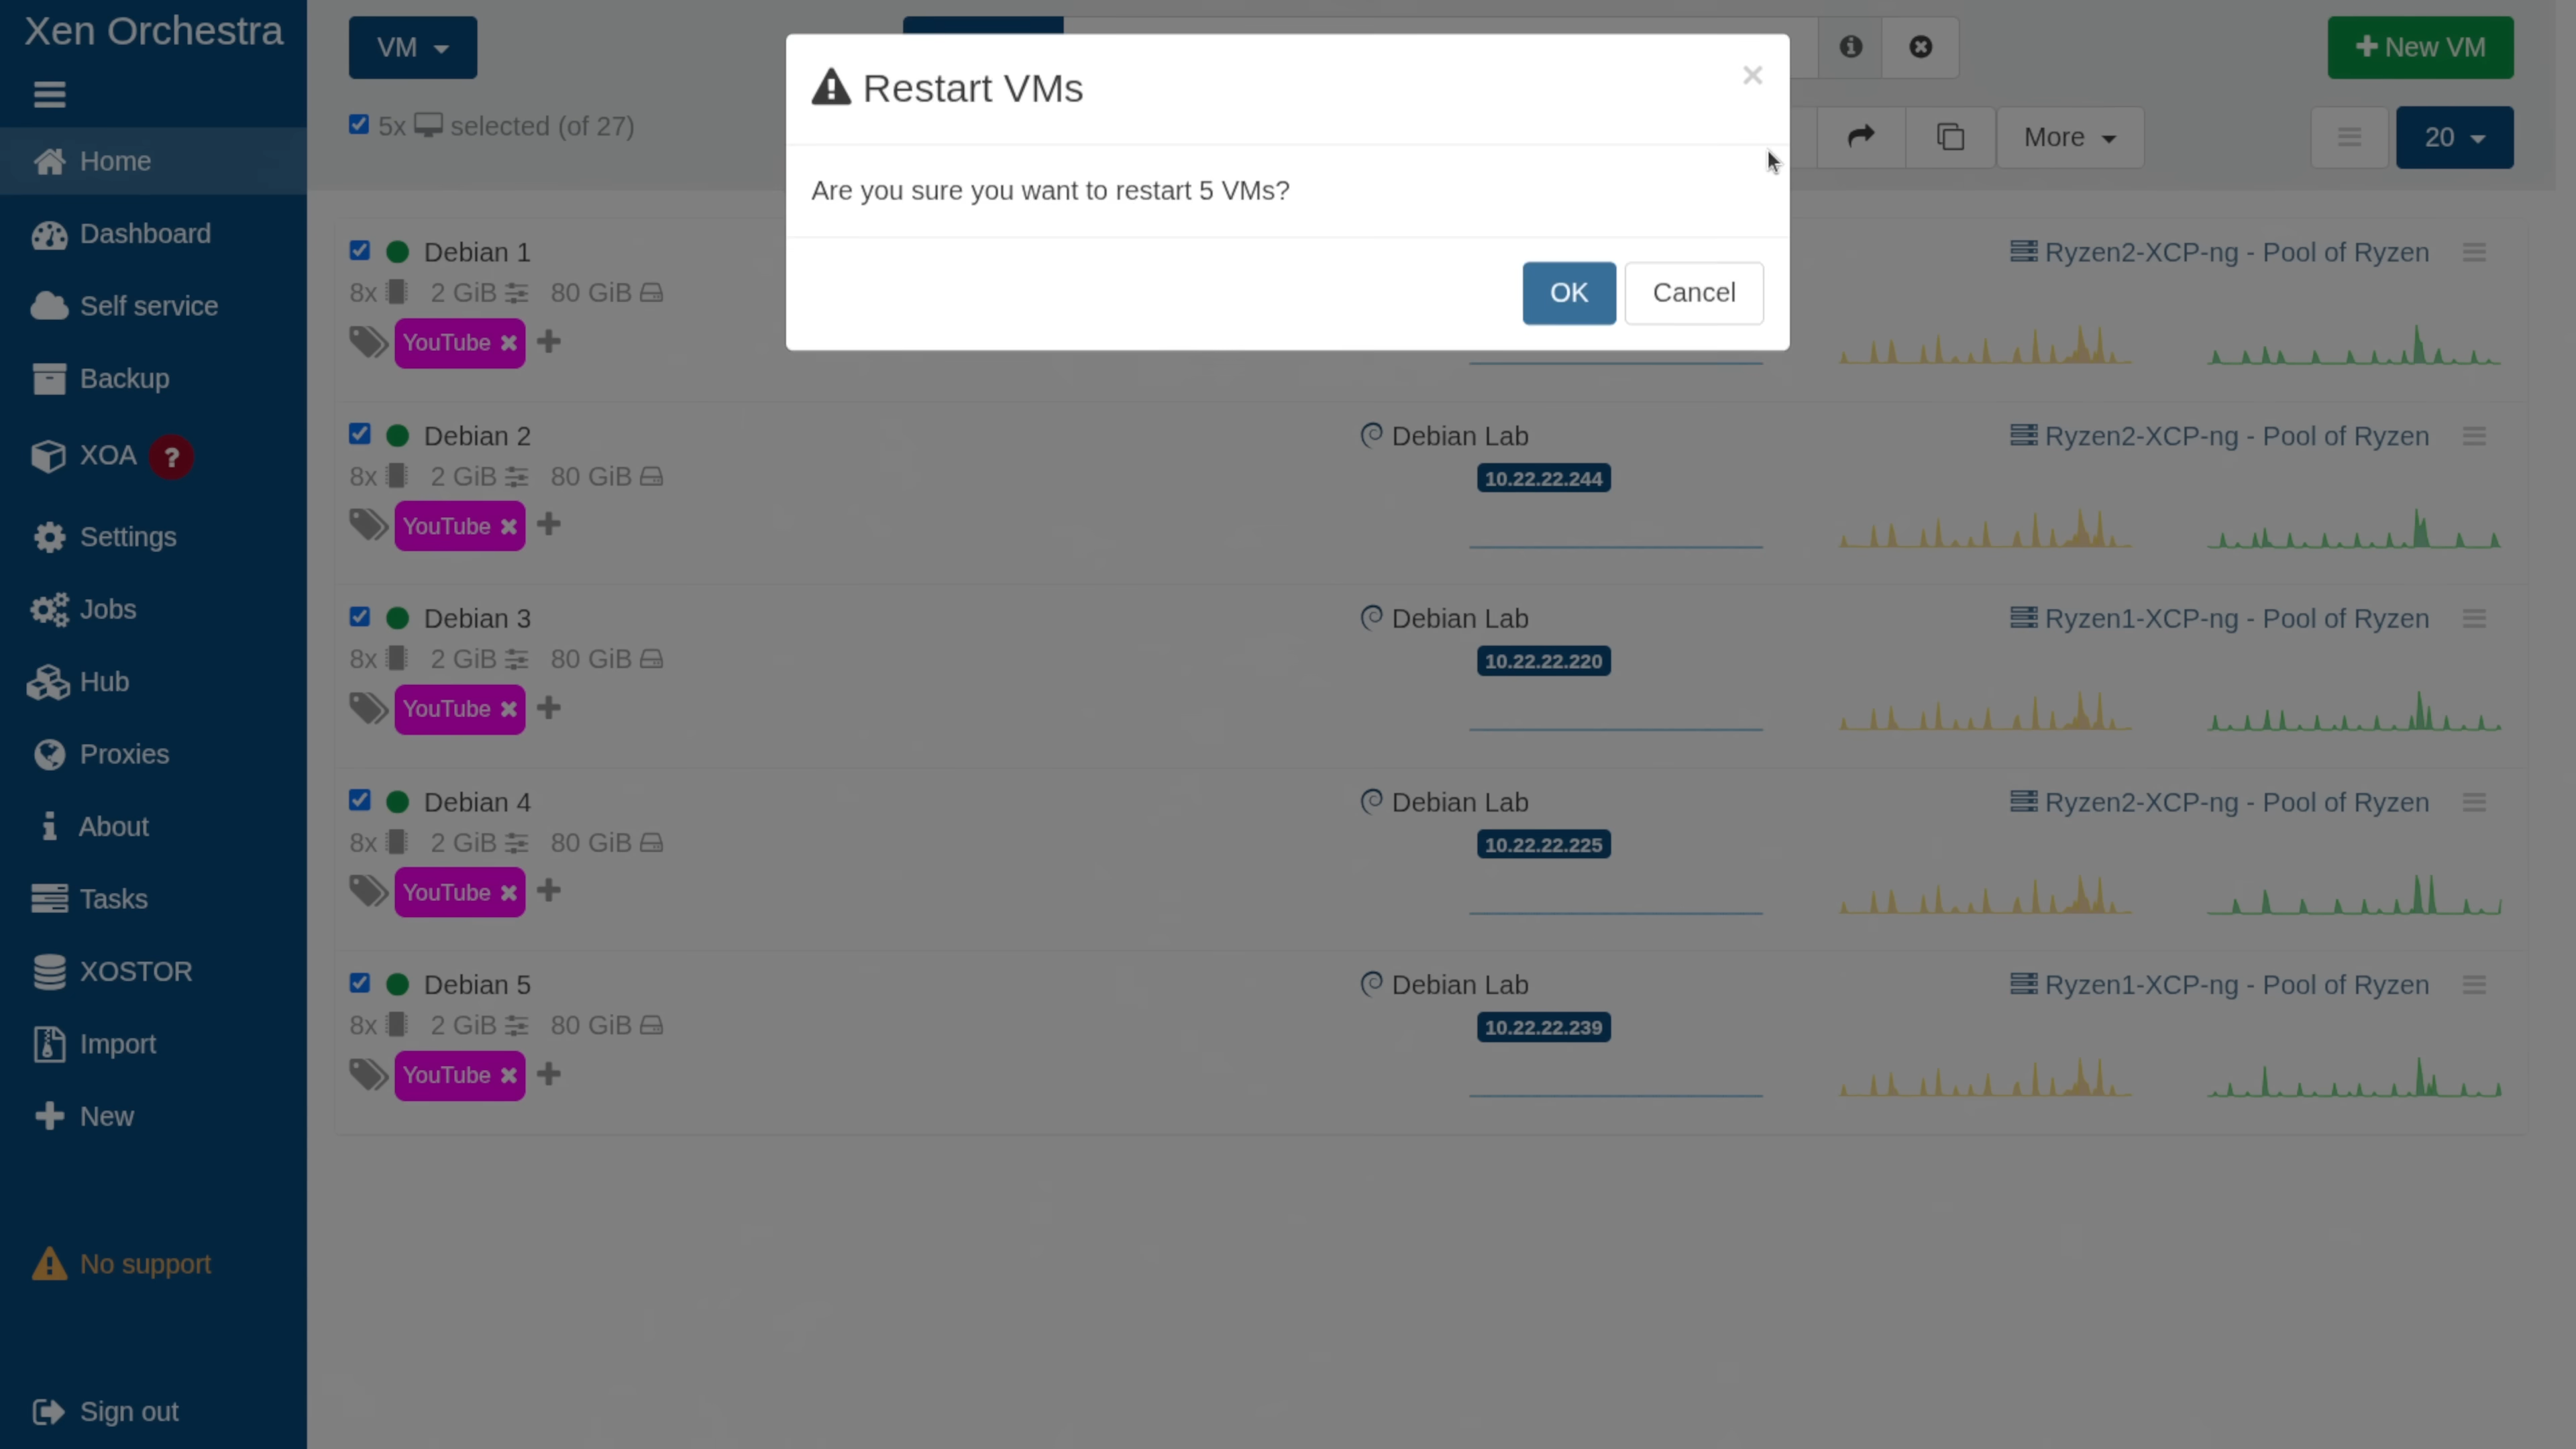 Xen Orchestra
Home
Dashboard
Self service
Backup
XOA ?
Settings
Jobs
Hub
Proxies
About
Tasks
XOSTOR
Import
New
No support
Sign out
VM
New VM
5x selected (of 27)
More
20
Restart VMs
Are you sure you want to restart 5 VMs?
OK Cancel
Debian 1
Ryzen2-XCP-ng - Pool of Ryzen
8x 2 GiB 80 GiB
YouTube
Debian 2
Debian Lab
Ryzen2-XCP-ng - Pool of Ryzen
8x 2 GiB 80 GiB
10.22.22.244
YouTube
Debian 3
Debian Lab
Ryzen1-XCP-ng - Pool of Ryzen
8x 2 GiB 80 GiB
10.22.22.220
YouTube
Debian 4
Debian Lab
Ryzen2-XCP-ng - Pool of Ryzen
8x 2 GiB 80 GiB
10.22.22.225
YouTube
Debian 5
Debian Lab
Ryzen1-XCP-ng - Pool of Ryzen
8x 2 GiB 80 GiB
10.22.22.239
YouTube